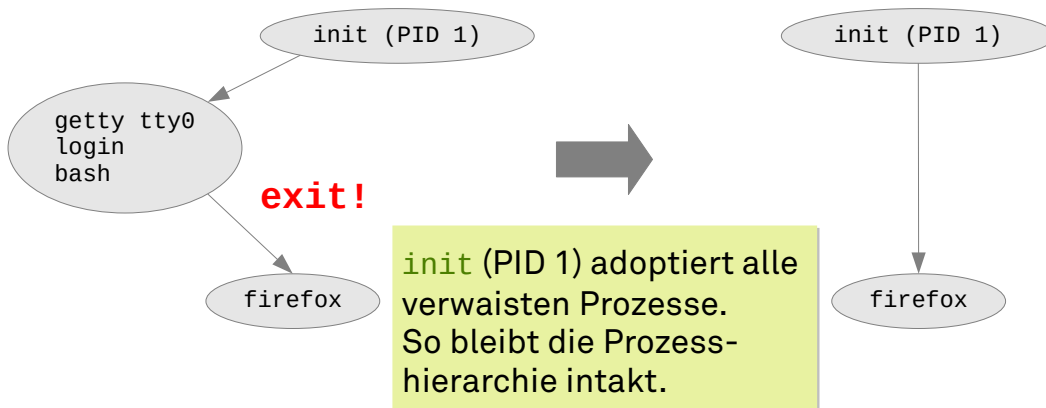 init (PID 1)
getty tty0
login
bash
exit!
firefox
init (PID 1) adoptiert alle
verwaisten Prozesse.
So bleibt die Prozess-
hierarchie intakt.
init (PID 1)
firefox